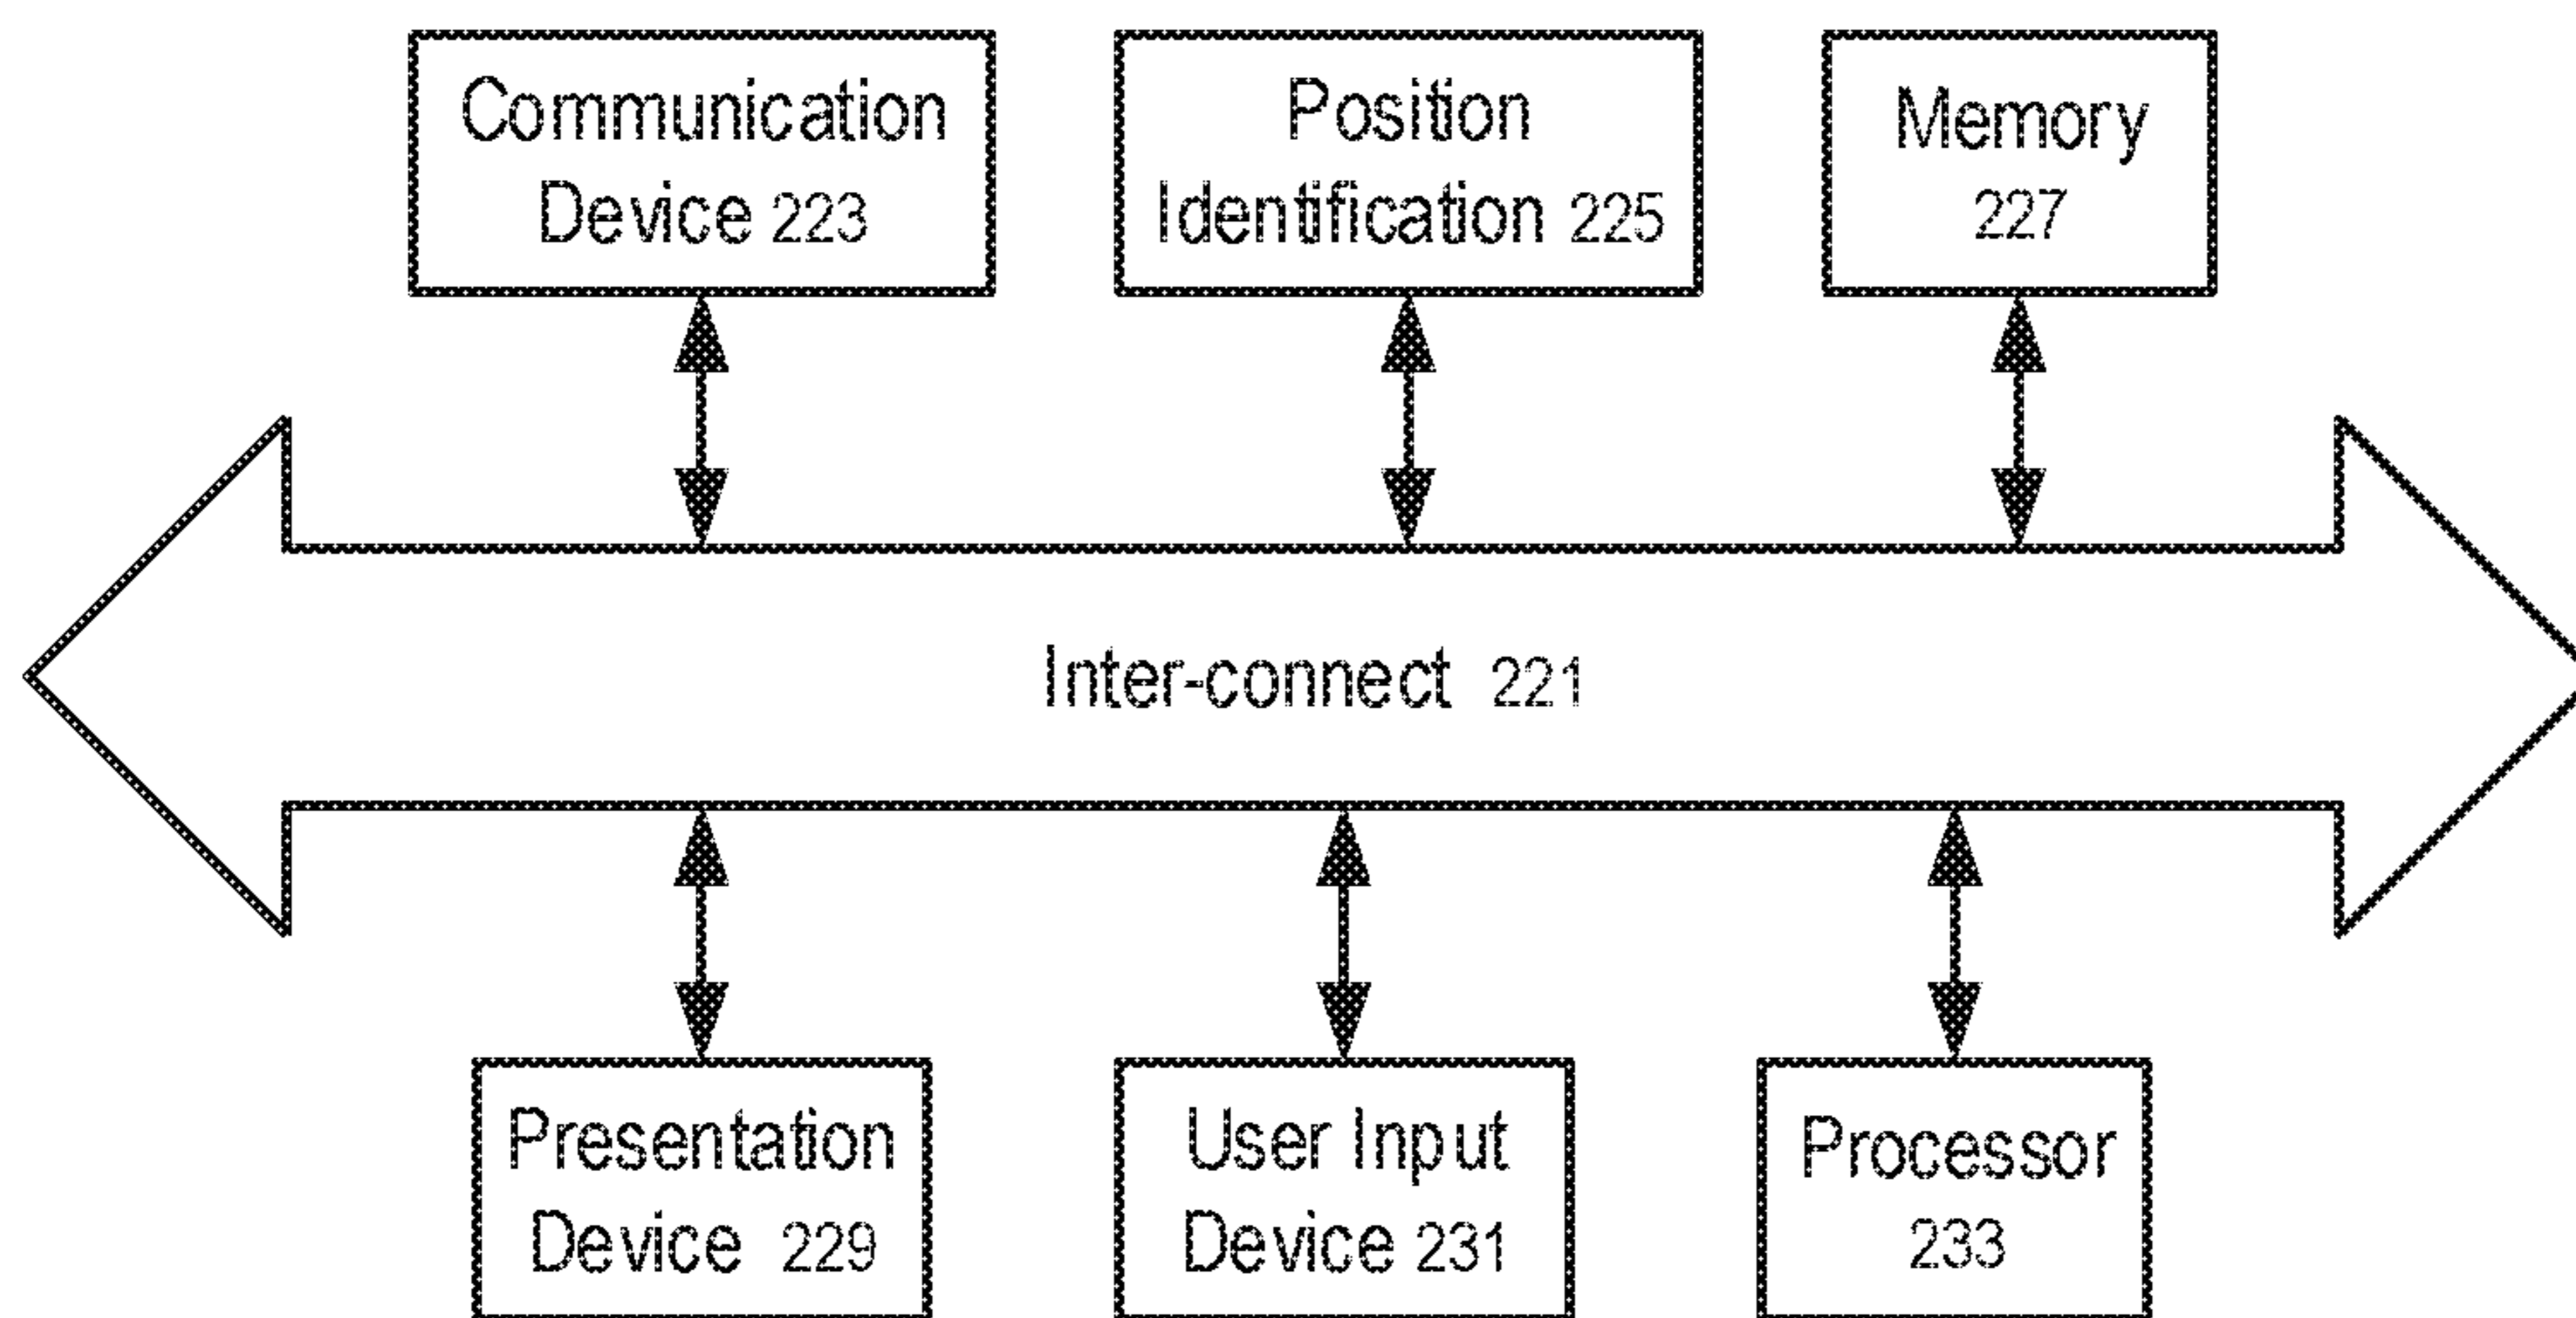 Communication
Device 223
Position
Identification 225
Memory
227
Inter-connect 221
Presentation
Device 229
User Input
Device 231
Processor
233